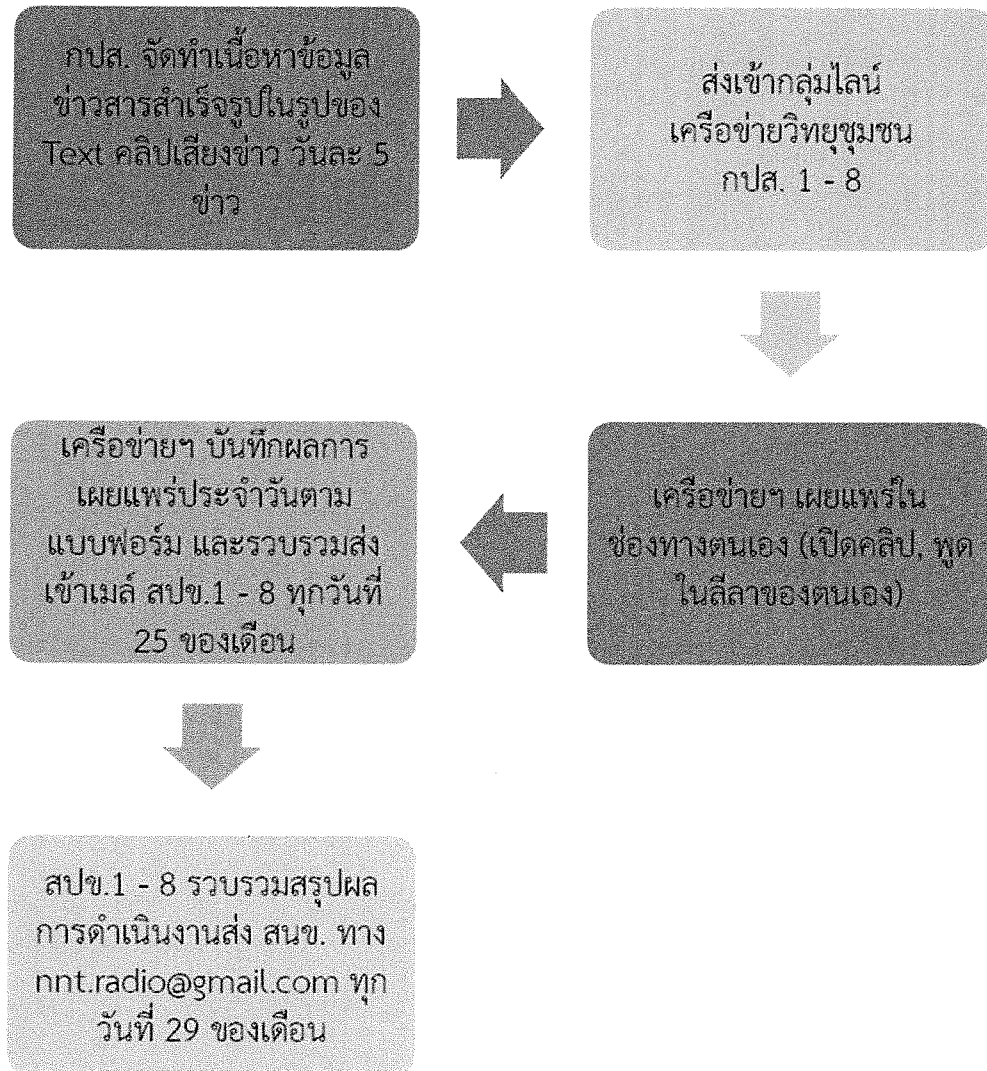 กปส. จัดทำเนื้อหาข้อมูล
ข่าวสารสำเร็จรูปในรูปของ
Text คลิปเสียงข่าว วันละ 5
ข่าว
ส่งเข้ากลุ่มไลน์
เครือข่ายวิทยุชุมชน
กปส. 1 - 8
เครือข่ายฯ เผยแพร่ใน
ช่องทางตนเอง (เปิดคลิป, พูด
ในลีลาของตนเอง)
เครือข่ายฯ บันทึกผลการ
เผยแพร่ประจำวันตาม
แบบฟอร์ม และรวบรวมส่ง
เข้าเมล์ สปข.1 - 8 ทุกวันที่
25 ของเดือน
สปข.1 - 8 รวบรวมสรุปผล
การดำเนินงานส่ง สนข. ทาง
nnt.radio@gmail.com ทุก
วันที่ 29 ของเดือน